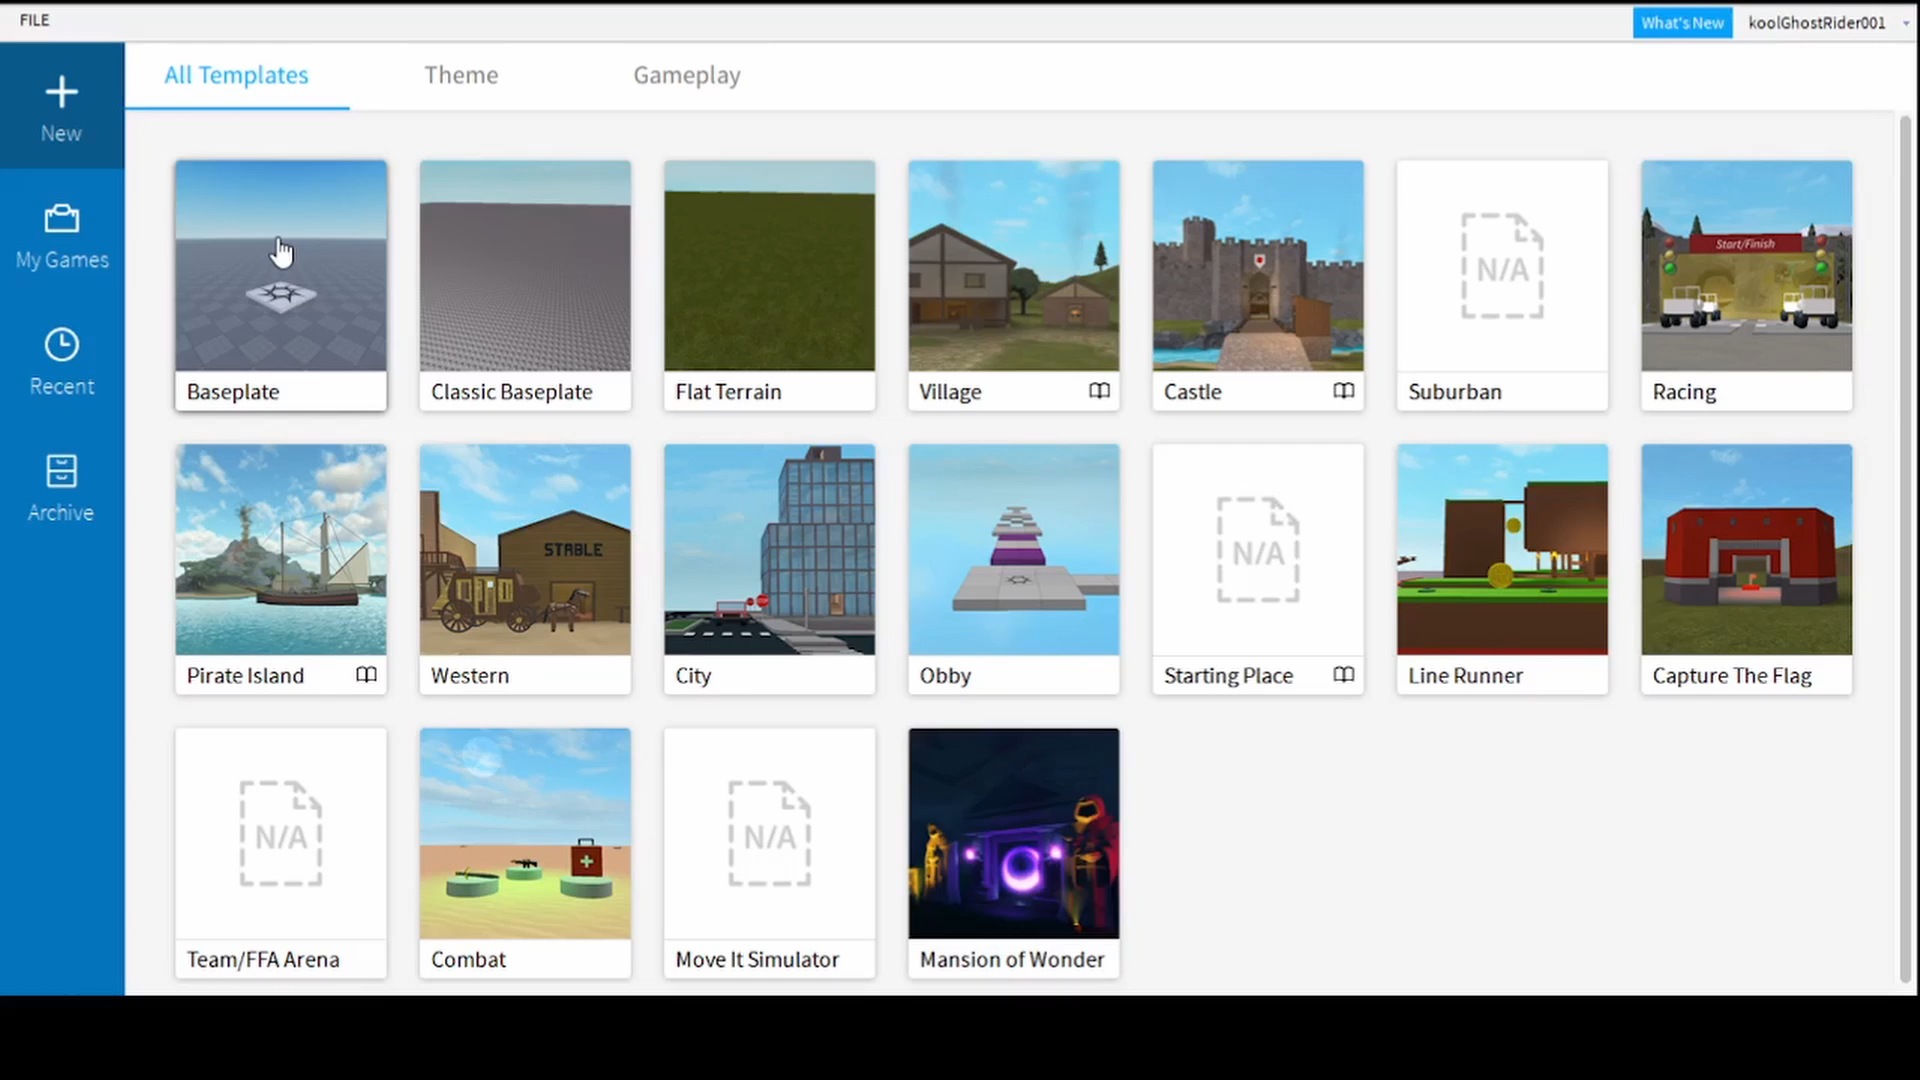 FILE
What's New
koolGhostRider001
New
My Games
Recent
Archive
All Templates
Theme
Gameplay
Baseplate
Classic Baseplate
Flat Terrain
Village
Castle
N/A
Suburban
Start/Finish
Racing
Pirate Island
STABLE
Western
City
Obby
N/A
Starting Place
Line Runner
Capture The Flag
N/A
Team/FFA Arena
Combat
N/A
Move It Simulator
Mansion of Wonder